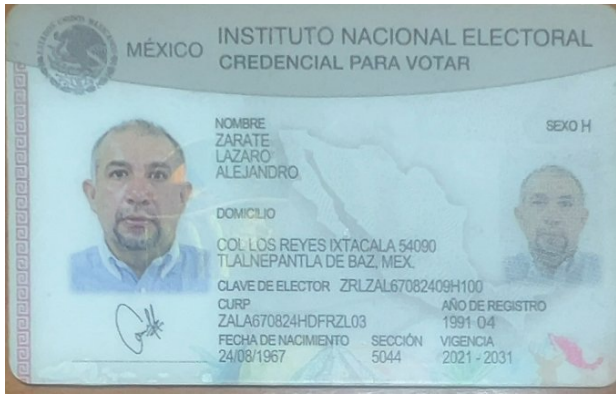 MÉXICO
INSTITUTO NACIONAL ELECTORAL
CREDENCIAL PARA VOTAR
NOMBRE
SEXO H
ZARATE
LAZARO
ALEJANDRO
DOMICILIO
COL LOS REYES IXTACALA 54090
TLALNEPANTLA DE BAZ, MEX.
CLAVE DE ELECTOR ZRLZAL67082409H100
CURP
AÑO DE REGISTRO
ZALA670824HDFRZL03
1991 04
FECHA DE NACIMIENTO SECCIÓN VIGENCIA
24/08/1967 5044 2021 - 2031